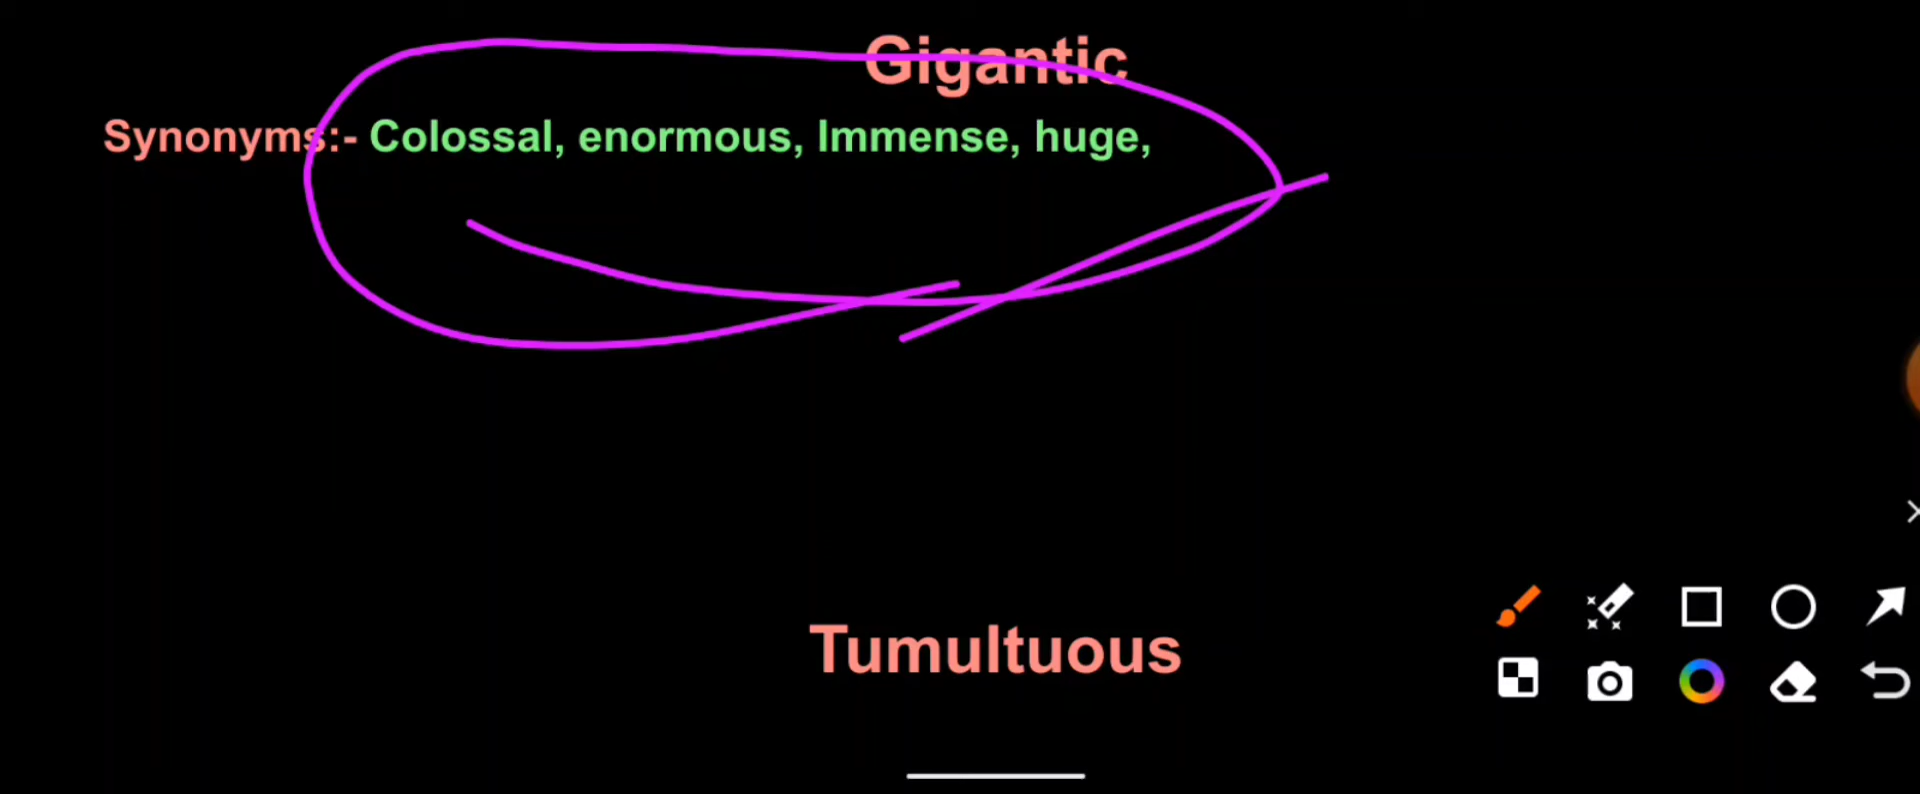 Gigantic
Synonyms:- Colossal, enormous, Immense, huge,
Tumultuous